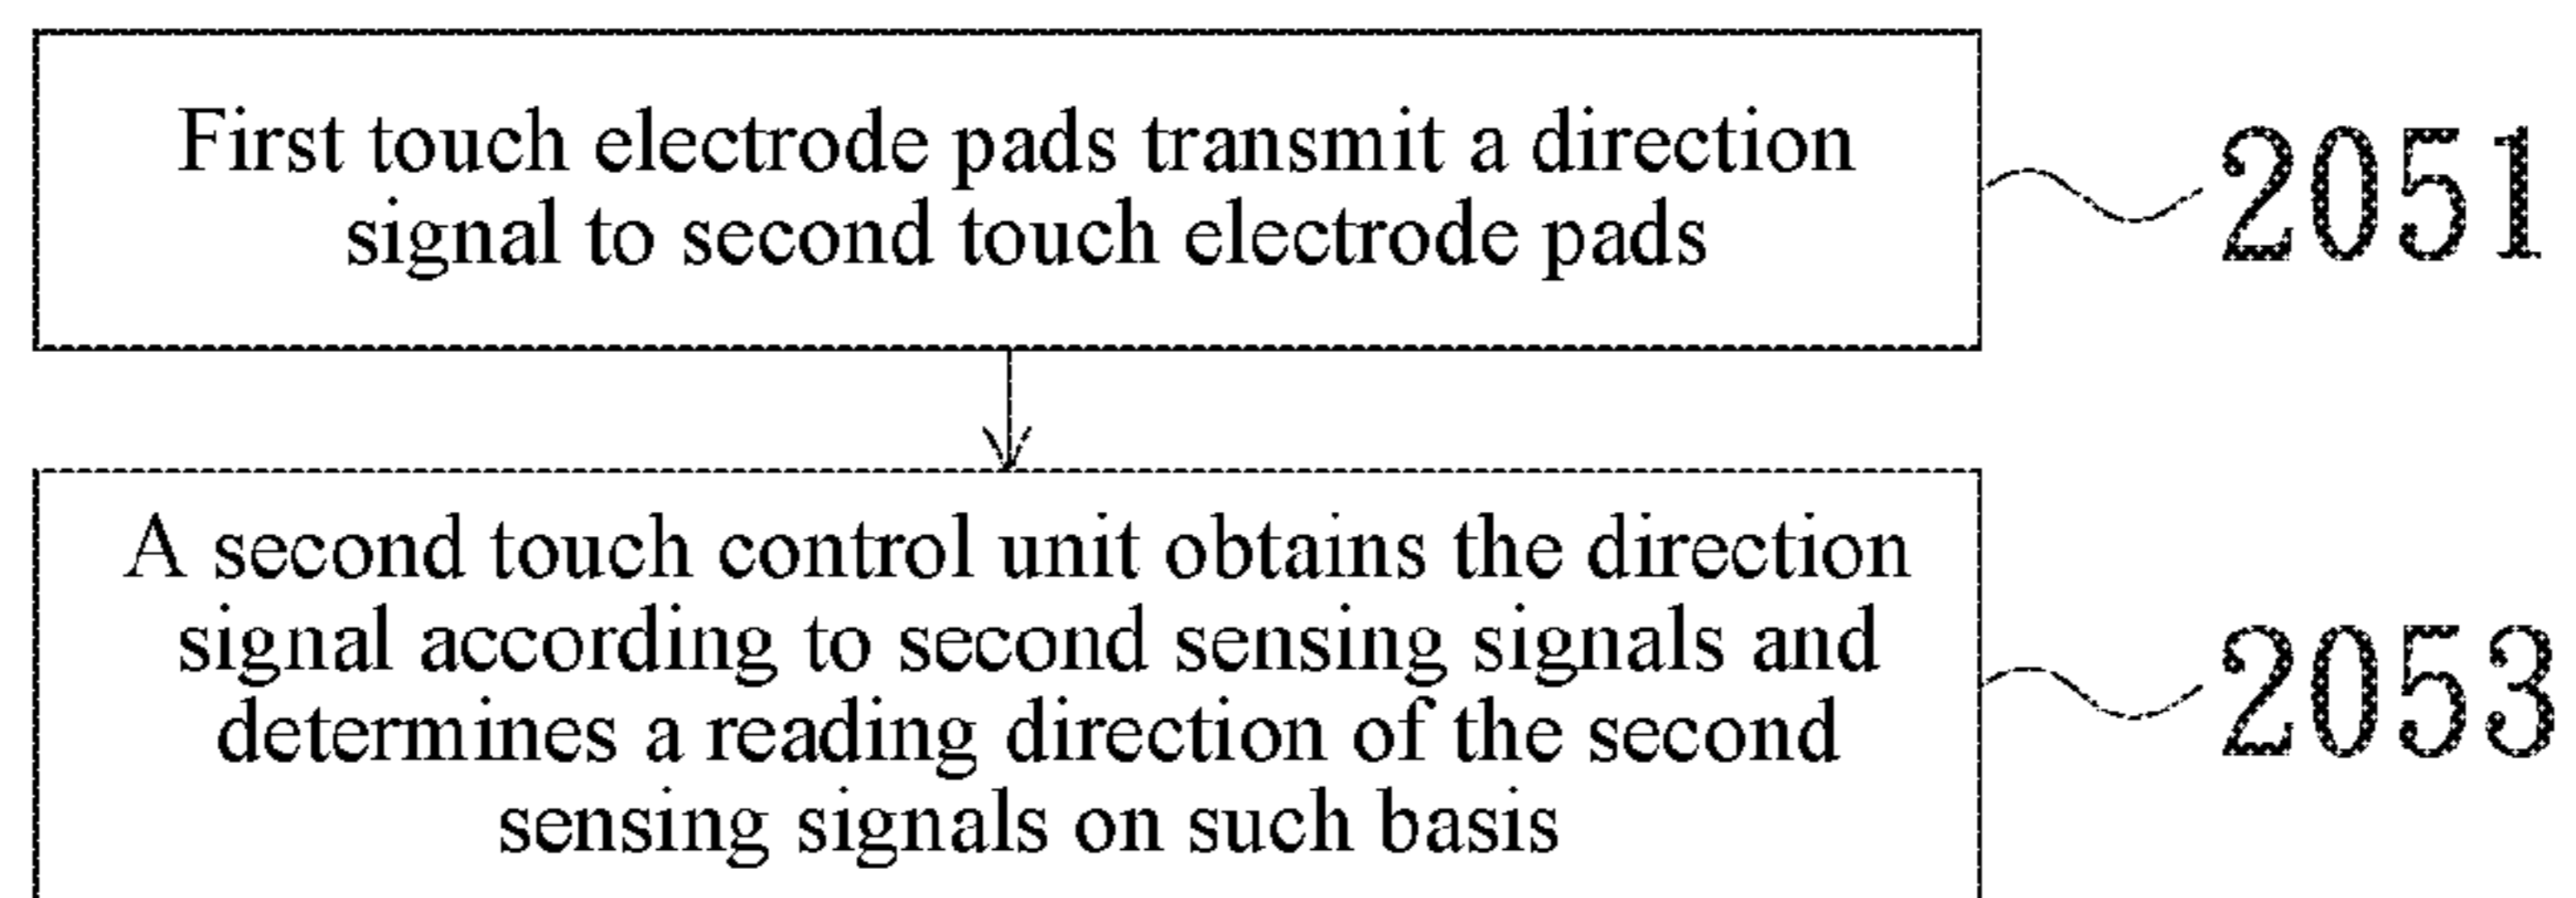 First touch electrode pads transmit a direction
signal to second touch electrode pads
2051
A second touch control unit obtains the direction
signal according to second sensing signals and
determines a reading direction of the second
sensing signals on such basis
2053